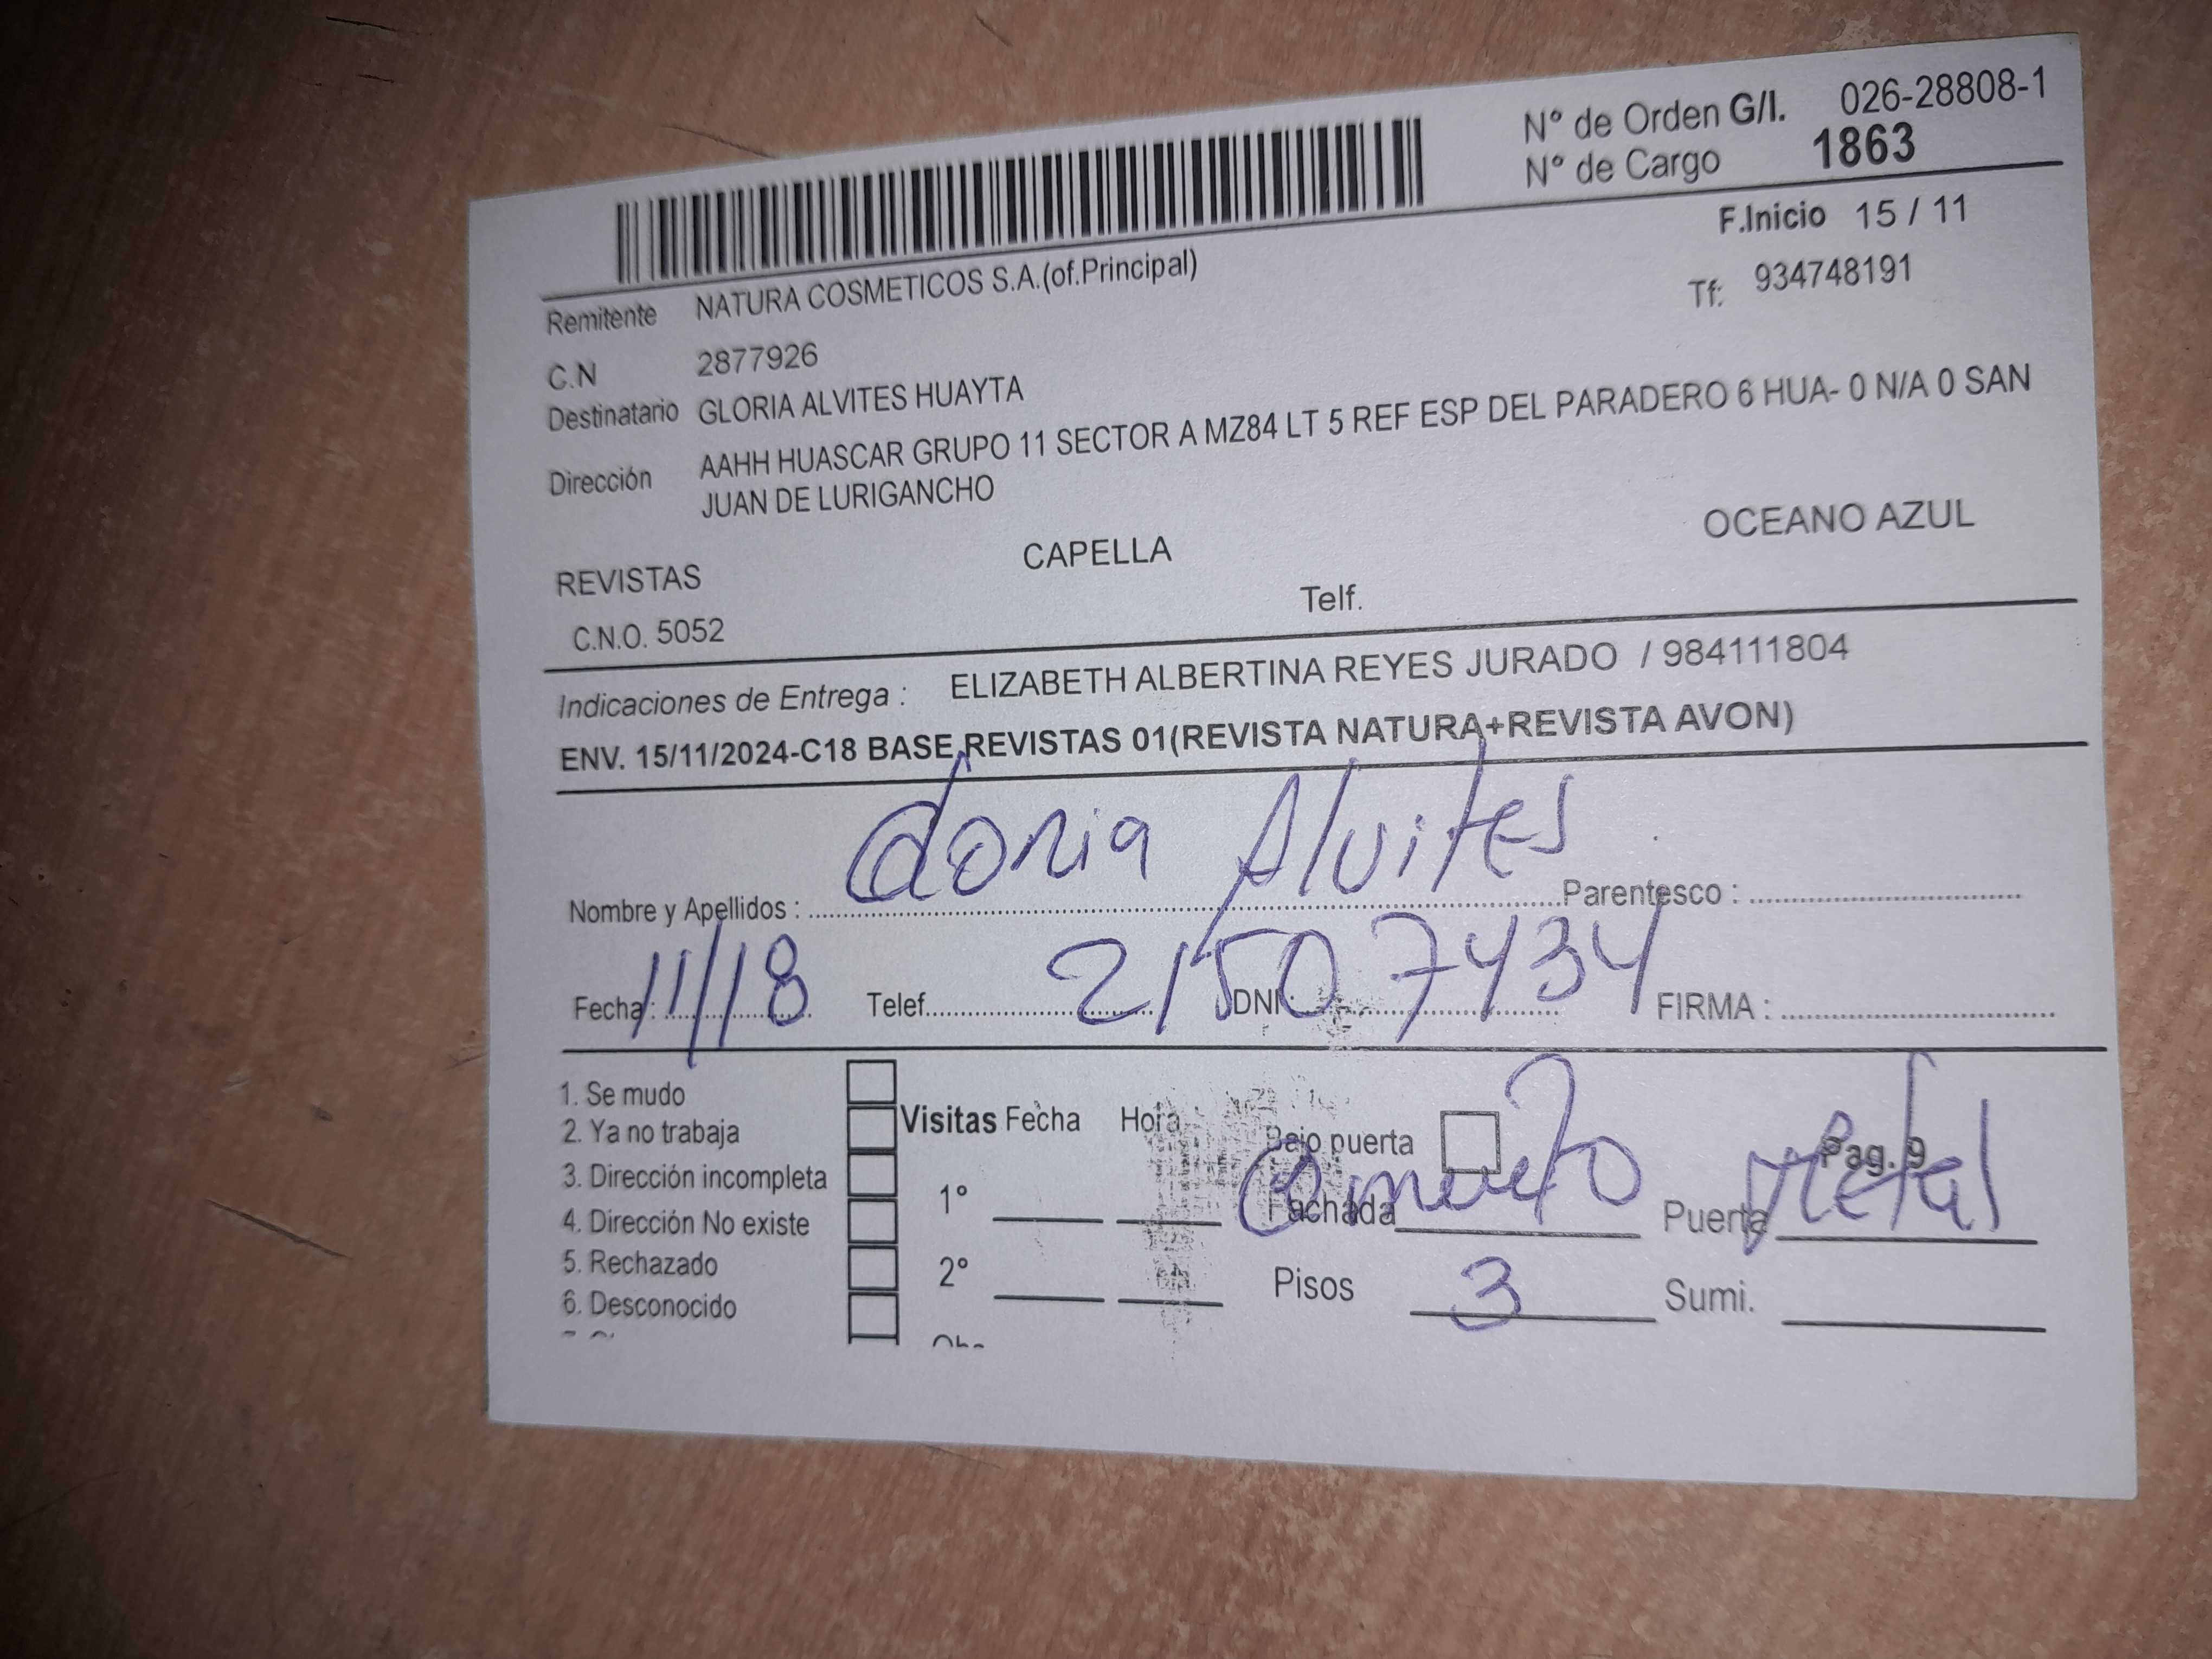 N° de Orden G/I. 026-28808-1
N° de Cargo 1863
F.Inicio 15 / 11
Remitente NATURA COSMETICOS S.A.(of.Principal)
Tf: 934748191
C.N 2877926
Destinatario GLORIA ALVITES HUAYTA
Dirección AAHH HUASCAR GRUPO 11 SECTOR A MZ84 LT 5 REF ESP DEL PARADERO 6 HUA- 0 N/A 0 SAN
JUAN DE LURIGANCHO
REVISTAS CAPELLA OCEANO AZUL
C.N.O. 5052 Telf.
Indicaciones de Entrega : ELIZABETH ALBERTINA REYES JURADO / 984111804
ENV. 15/11/2024-C18 BASE REVISTAS 01(REVISTA NATURA+REVISTA AVON)
Nombre y Apellidos : Gloria Alvites Parentesco :
Fecha : 11/18 Telef. DNI : 21507434 FIRMA :
1. Se mudo
2. Ya no trabaja
3. Dirección incompleta
4. Dirección No existe
5. Rechazado
6. Desconocido
Visitas Fecha Hora
1°
2°
Bajo puerta
Pag. 9
Fachada Puerta metal
Pisos 3 Sumi.